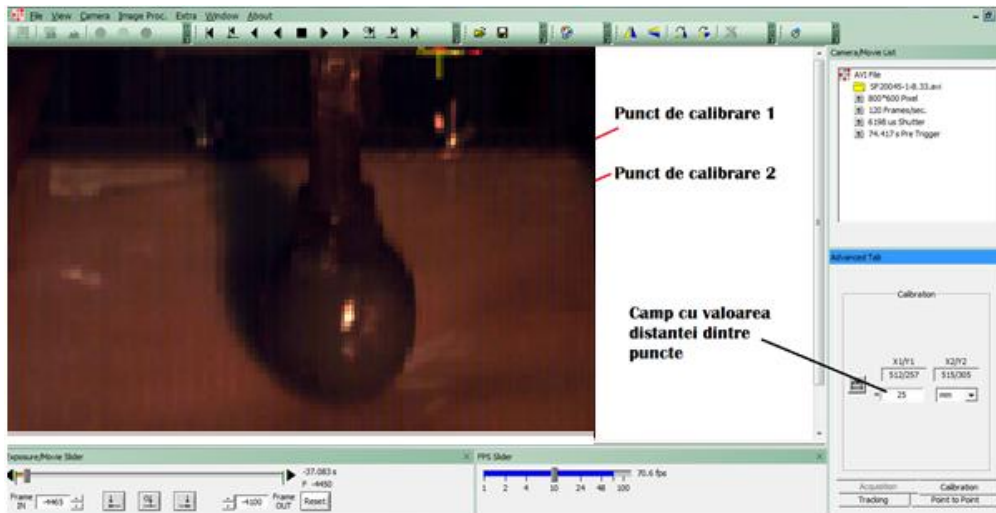 File View Camera Image Proc. Extra Window About
Camera/Movie List
AVI File
800*600 Pixel
120 Frames/sec.
6198 us Shutter
74.417 s Pre Trigger
Punct de calibrare 1
Punct de calibrare 2
Advanced Tab
Calibration
Camp cu valoarea
distantei dintre
puncte
X1/Y1 X2/Y2
512/257 515/305
= 25 mm
Exposure/Movie Slider
-37.083 s
F -4450
Frame IN -4465 -4100 Frame OUT Reset
FPS Slider
70.6 fps
1 2 4 10 24 48 100
Acquisition Calibration
Tracking Point to Point